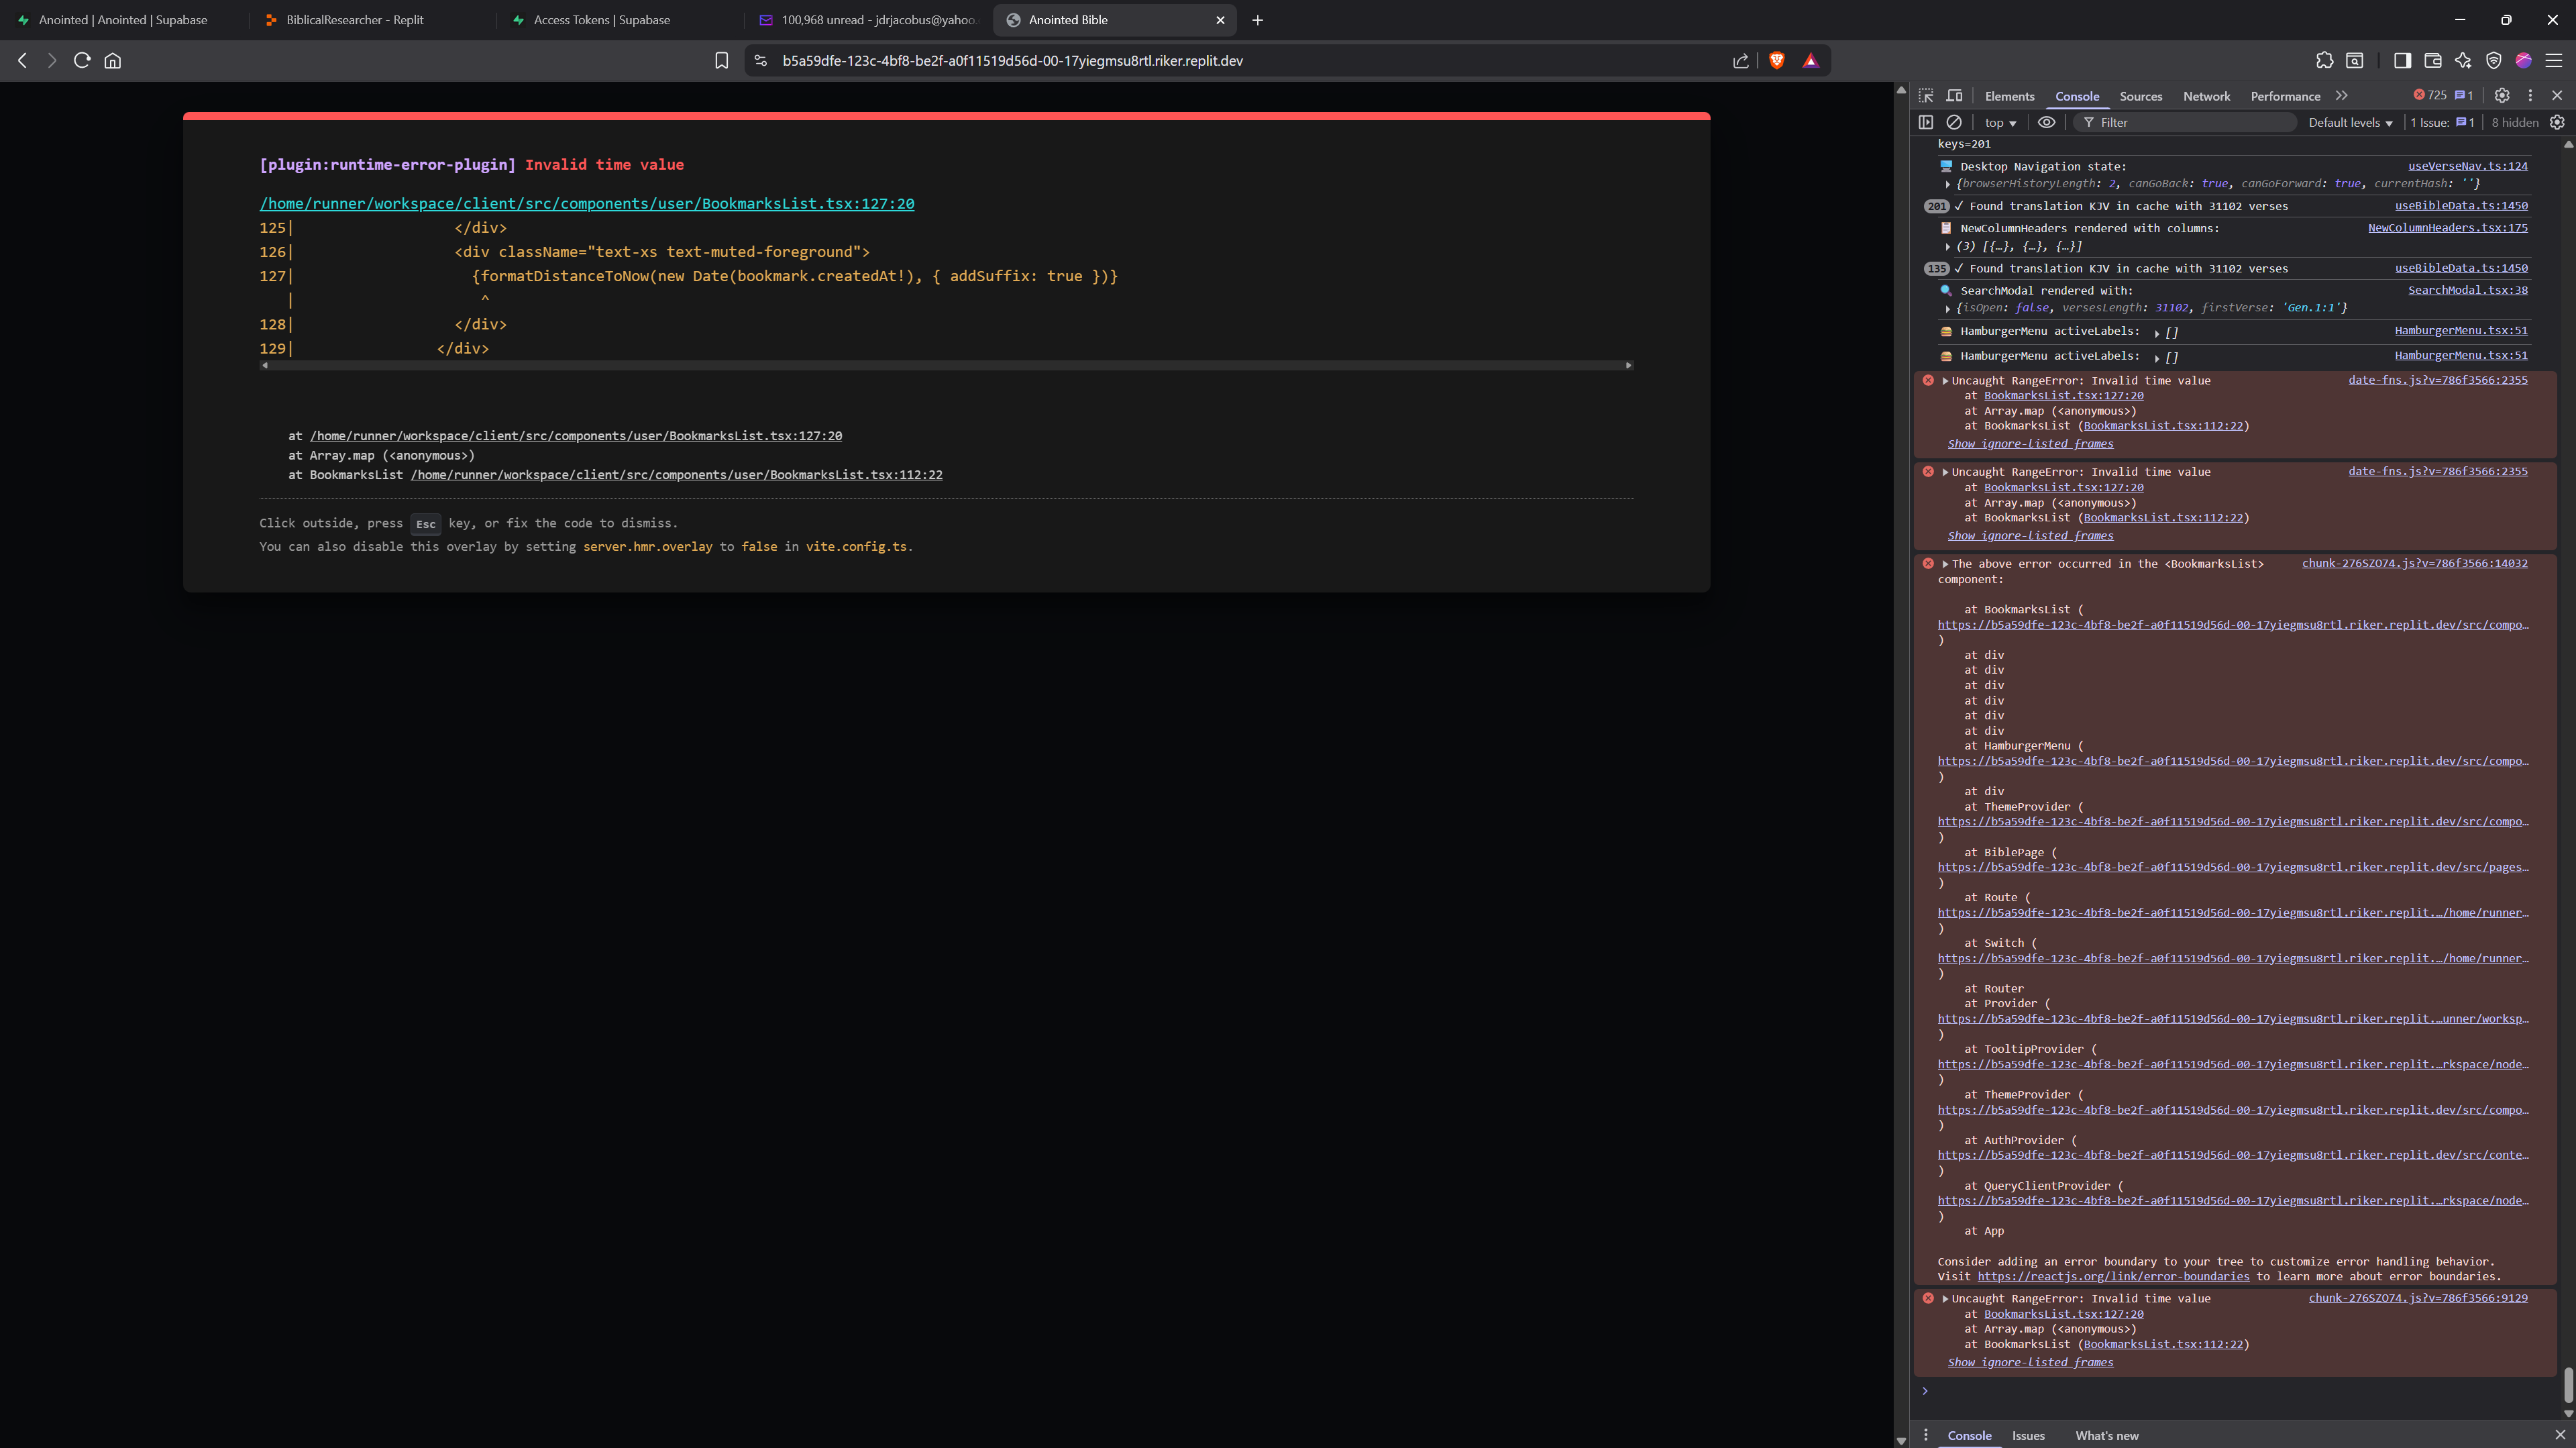 Anointed | Anointed | Supabase
BiblicalResearcher - Replit
Access Tokens | Supabase
100,968 unread - jdrjacobus@yahoo.
Anointed Bible
b5a59dfe-123c-4bf8-be2f-a0f11519d56d-00-17yiegmsu8rtl.riker.replit.dev
[plugin:runtime-error-plugin] Invalid time value
/home/runner/workspace/client/src/components/user/BookmarksList.tsx:127:20
125| </div>
126| <div className="text-xs text-muted-foreground">
127| {formatDistanceToNow(new Date(bookmark.createdAt!), { addSuffix: true })}
| ^
128| </div>
129| </div>
at /home/runner/workspace/client/src/components/user/BookmarksList.tsx:127:20
at Array.map (<anonymous>)
at BookmarksList /home/runner/workspace/client/src/components/user/BookmarksList.tsx:112:22
Click outside, press Esc key, or fix the code to dismiss.
You can also disable this overlay by setting server.hmr.overlay to false in vite.config.ts.
Elements Console Sources Network Performance 725 1
top Filter Default levels 1 Issue: 1 8 hidden
keys=201
Desktop Navigation state: useVerseNav.ts:124
{browserHistoryLength: 2, canGoBack: true, canGoForward: true, currentHash: ''}
201 ✓ Found translation KJV in cache with 31102 verses useBibleData.ts:1450
NewColumnHeaders rendered with columns: NewColumnHeaders.tsx:175
(3) [{…}, {…}, {…}]
135 ✓ Found translation KJV in cache with 31102 verses useBibleData.ts:1450
SearchModal rendered with: SearchModal.tsx:38
{isOpen: false, versesLength: 31102, firstVerse: 'Gen.1:1'}
HamburgerMenu activeLabels: [] HamburgerMenu.tsx:51
HamburgerMenu activeLabels: [] HamburgerMenu.tsx:51
Uncaught RangeError: Invalid time value date-fns.js?v=786f3566:2355
at BookmarksList.tsx:127:20
at Array.map (<anonymous>)
at BookmarksList (BookmarksList.tsx:112:22)
Show ignore-listed frames
Uncaught RangeError: Invalid time value date-fns.js?v=786f3566:2355
at BookmarksList.tsx:127:20
at Array.map (<anonymous>)
at BookmarksList (BookmarksList.tsx:112:22)
Show ignore-listed frames
The above error occurred in the <BookmarksList> chunk-276SZO74.js?v=786f3566:14032
component:
at BookmarksList (
https://b5a59dfe-123c-4bf8-be2f-a0f11519d56d-00-17yiegmsu8rtl.riker.replit.dev/src/compo…
)
at div
at div
at div
at div
at div
at div
at HamburgerMenu (
https://b5a59dfe-123c-4bf8-be2f-a0f11519d56d-00-17yiegmsu8rtl.riker.replit.dev/src/compo…
)
at div
at ThemeProvider (
https://b5a59dfe-123c-4bf8-be2f-a0f11519d56d-00-17yiegmsu8rtl.riker.replit.dev/src/compo…
)
at BiblePage (
https://b5a59dfe-123c-4bf8-be2f-a0f11519d56d-00-17yiegmsu8rtl.riker.replit.dev/src/pages…
)
at Route (
https://b5a59dfe-123c-4bf8-be2f-a0f11519d56d-00-17yiegmsu8rtl.riker.replit.…/home/runner…
)
at Switch (
https://b5a59dfe-123c-4bf8-be2f-a0f11519d56d-00-17yiegmsu8rtl.riker.replit.…/home/runner…
)
at Router
at Provider (
https://b5a59dfe-123c-4bf8-be2f-a0f11519d56d-00-17yiegmsu8rtl.riker.replit.…unner/worksp…
)
at TooltipProvider (
https://b5a59dfe-123c-4bf8-be2f-a0f11519d56d-00-17yiegmsu8rtl.riker.replit.…rkspace/node…
)
at ThemeProvider (
https://b5a59dfe-123c-4bf8-be2f-a0f11519d56d-00-17yiegmsu8rtl.riker.replit.dev/src/compo…
)
at AuthProvider (
https://b5a59dfe-123c-4bf8-be2f-a0f11519d56d-00-17yiegmsu8rtl.riker.replit.dev/src/conte…
)
at QueryClientProvider (
https://b5a59dfe-123c-4bf8-be2f-a0f11519d56d-00-17yiegmsu8rtl.riker.replit.…rkspace/node…
)
at App
Consider adding an error boundary to your tree to customize error handling behavior.
Visit https://reactjs.org/link/error-boundaries to learn more about error boundaries.
Uncaught RangeError: Invalid time value chunk-276SZO74.js?v=786f3566:9129
at BookmarksList.tsx:127:20
at Array.map (<anonymous>)
at BookmarksList (BookmarksList.tsx:112:22)
Show ignore-listed frames
Console Issues What's new